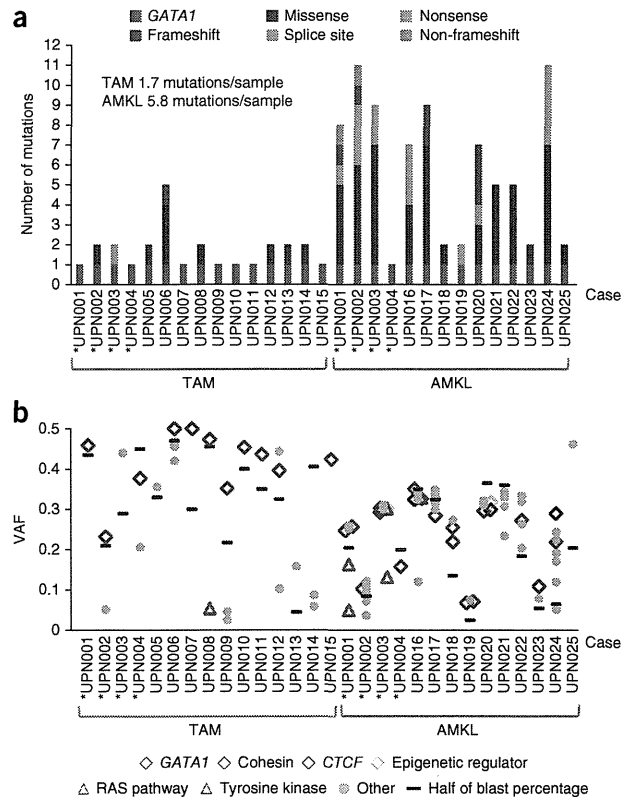 a
GATA1 Missense Nonsense
Frameshift Splice site Non-frameshift
TAM 1.7 mutations/sample
AMKL 5.8 mutations/sample
Number of mutations
12
11
10
9
8
7
6
5
4
3
2
1
0
*UPN001 *UPN002 *UPN003 *UPN004 UPN005 UPN006 UPN007 UPN008 UPN009 UPN010 UPN011 UPN012 UPN013 UPN014 UPN015 *UPN001 *UPN002 *UPN003 *UPN004 UPN016 UPN017 UPN018 UPN019 UPN020 UPN021 UPN022 UPN023 UPN024 UPN025 Case
TAM AMKL
b
VAF
0.5
0.4
0.3
0.2
0.1
0
*UPN001 *UPN002 *UPN003 *UPN004 UPN005 UPN006 UPN007 UPN008 UPN009 UPN010 UPN011 UPN012 UPN013 UPN014 UPN015 *UPN001 *UPN002 *UPN003 *UPN004 UPN016 UPN017 UPN018 UPN019 UPN020 UPN021 UPN022 UPN023 UPN024 UPN025 Case
TAM AMKL
GATA1 Cohesin CTCF Epigenetic regulator
RAS pathway Tyrosine kinase Other Half of blast percentage